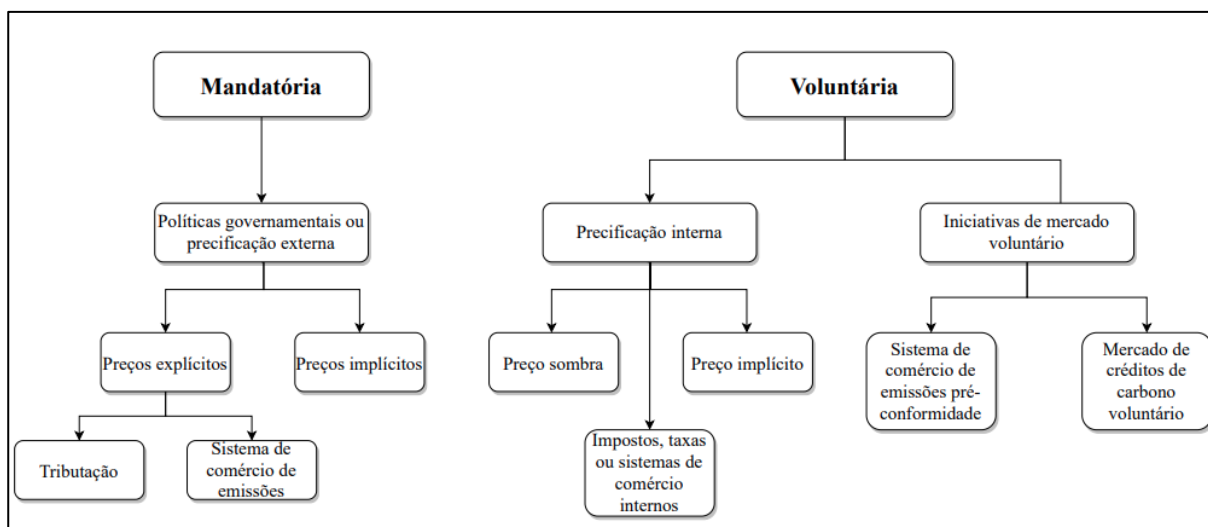 Mandatória
Voluntária
Políticas governamentais ou
precificação externa
Precificação interna
Iniciativas de mercado
voluntário
Preços explícitos
Preços implícitos
Preço sombra
Preço implícito
Sistema de
comércio de
emissões pré-
conformidade
Mercado de
créditos de
carbono
voluntário
Tributação
Sistema de
comércio de
emissões
Impostos, taxas
ou sistemas de
comércio
internos